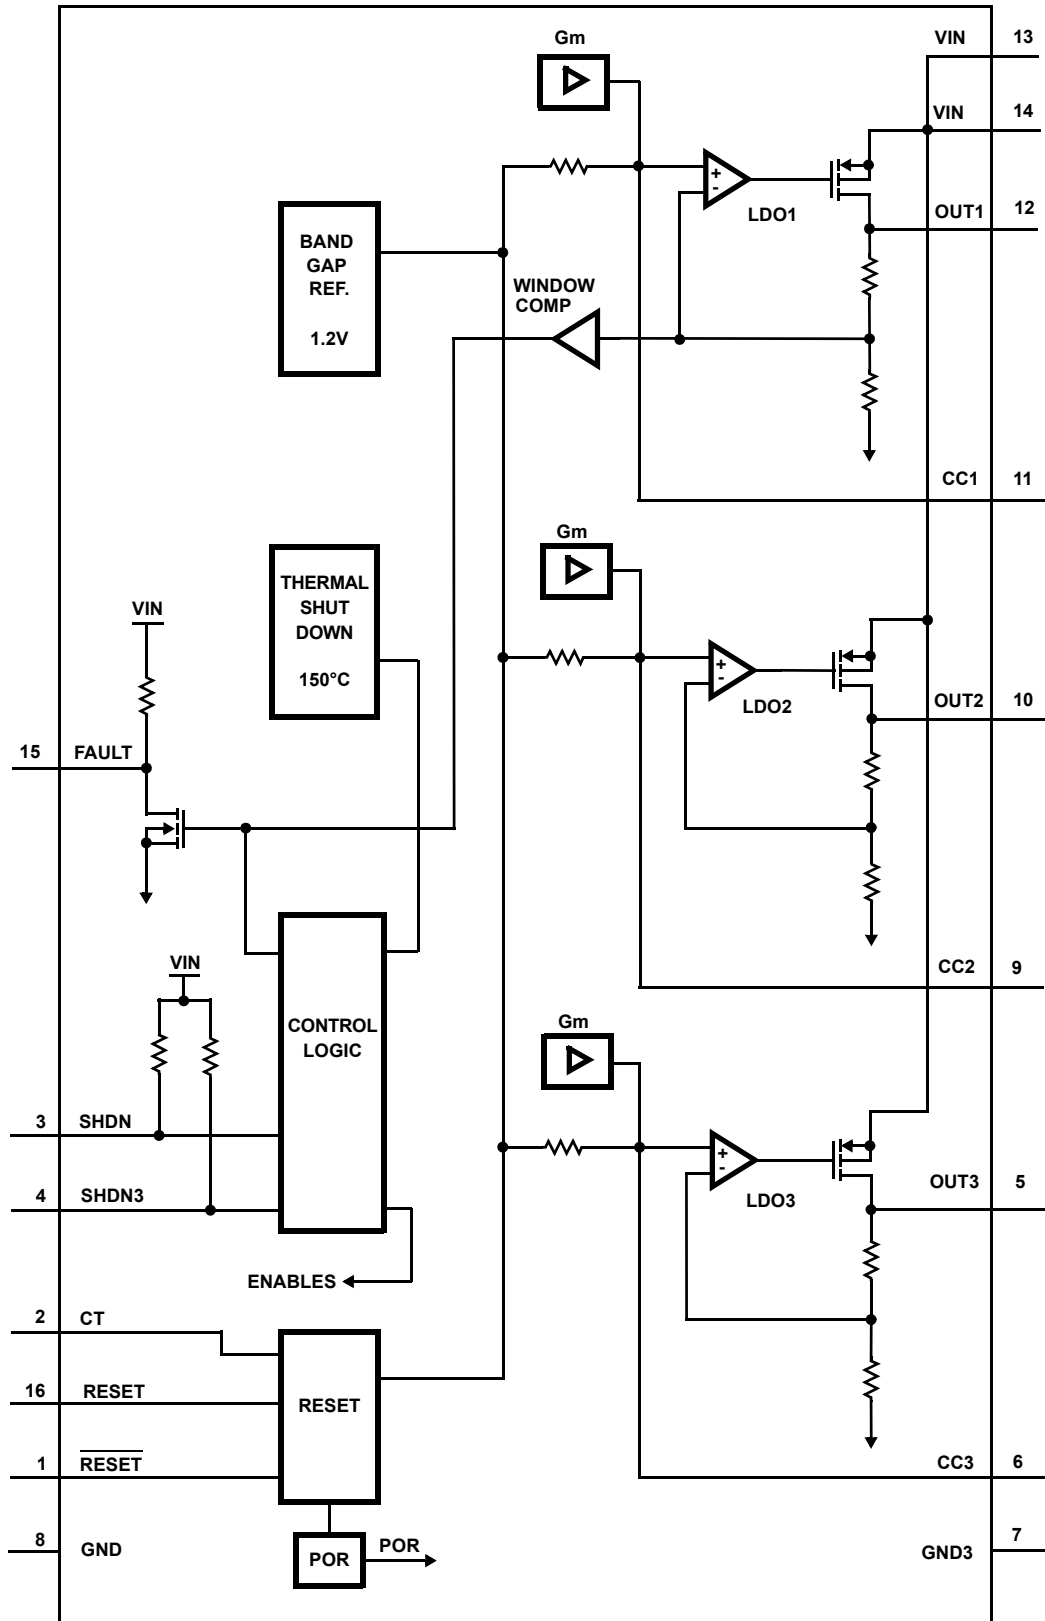 VIN 13
Gm
VIN 14
+
-
LDO1
OUT1 12
BAND
GAP
REF.
1.2V
WINDOW
COMP
CC1 11
Gm
THERMAL
SHUT
DOWN
150°C
VIN
+
-
LDO2
OUT2 10
15 FAULT
VIN
CC2 9
Gm
CONTROL
LOGIC
3 SHDN
+
-
LDO3
OUT3 5
4 SHDN3
ENABLES
2 CT
16 RESET
RESET
1 R̅E̅S̅E̅T̅
CC3 6
8 GND
POR
POR
GND3 7